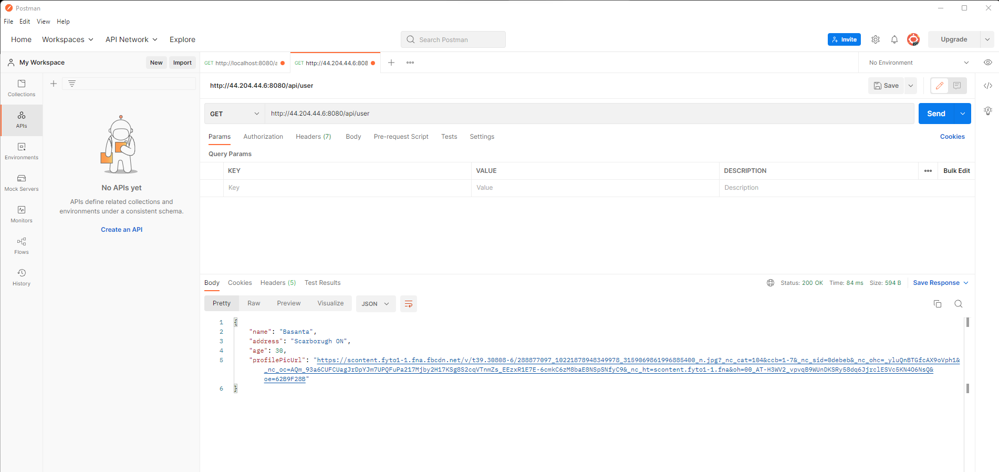 Postman
File Edit View Help
Home Workspaces API Network Explore
Search Postman
Invite
Upgrade
My Workspace
New Import
GET http://localhost:8080/a
GET http://44.204.44.6:808
No Environment
Collections
APIs
Environments
Mock Servers
Monitors
Flows
History
No APIs yet
APIs define related collections and
environments under a consistent schema.
Create an API
http://44.204.44.6:8080/api/user
Save
GET http://44.204.44.6:8080/api/user
Send
Params Authorization Headers (7) Body Pre-request Script Tests Settings
Cookies
Query Params
KEY VALUE DESCRIPTION Bulk Edit
Key Value Description
Body Cookies Headers (5) Test Results
Status: 200 OK Time: 84 ms Size: 594 B Save Response
Pretty Raw Preview Visualize JSON
1 {
2 "name": "Basanta",
3 "address": "Scarborugh ON",
4 "age": 30,
5 "profilePicUrl": "https://scontent.fyto1-1.fna.fbcdn.net/v/t39.30808-6/288877097_10221878948349978_3159069861996885400_n.jpg?_nc_cat=104&ccb=1-7&_nc_sid=0debeb&_nc_ohc=_yluQnBTGfcAX9oVph1&
_nc_oc=AQm_93a6CUFCUagJrDpYJm7UPQFuPa217Mjby2H17KSg8S2cqVTnmZs_EEzxR1E7E-6cmkC6zM8baE8NSpSNfyC9&_nc_ht=scontent.fyto1-1.fna&oh=00_AT-H3WV2_vpvqB9WUnDKSRy58dq6JjrclESVc5KN4O6NsQ&
oe=62B9F28B"
6 }